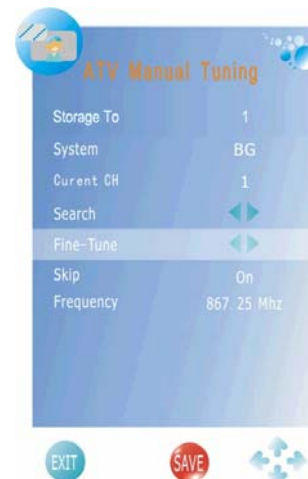 ATV Manual Tuning
Storage To 1
System BG
Curent CH 1
Search
Fine-Tune
Skip On
Frequency 867.25 Mhz
EXIT SAVE